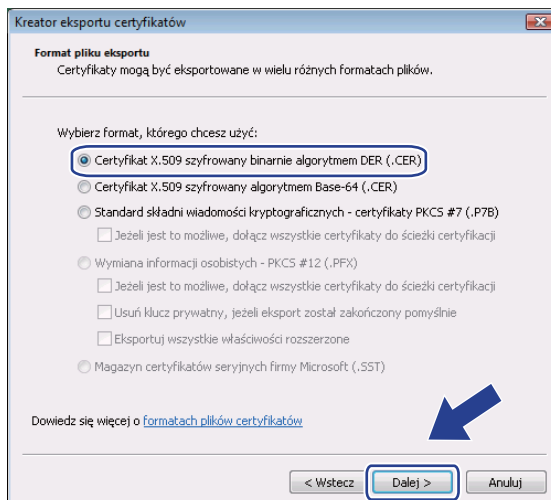 Kreator eksportu certyfikatów
Format pliku eksportu
Certyfikaty mogą być eksportowane w wielu różnych formatach plików.
Wybierz format, którego chcesz użyć:
Certyfikat X.509 szyfrowany binarnie algorytmem DER (.CER)
Certyfikat X.509 szyfrowany algorytmem Base-64 (.CER)
Standard składni wiadomości kryptograficznych - certyfikaty PKCS #7 (.P7B)
Jeżeli jest to możliwe, dołącz wszystkie certyfikaty do ścieżki certyfikacji
Wymiana informacji osobistych - PKCS #12 (.PFX)
Jeżeli jest to możliwe, dołącz wszystkie certyfikaty do ścieżki certyfikacji
Usuń klucz prywatny, jeżeli eksport został zakończony pomyślnie
Eksportuj wszystkie właściwości rozszerzone
Magazyn certyfikatów seryjnych firmy Microsoft (.SST)
Dowiedz się więcej o formatach plików certyfikatów
< Wstecz Dalej > Anuluj